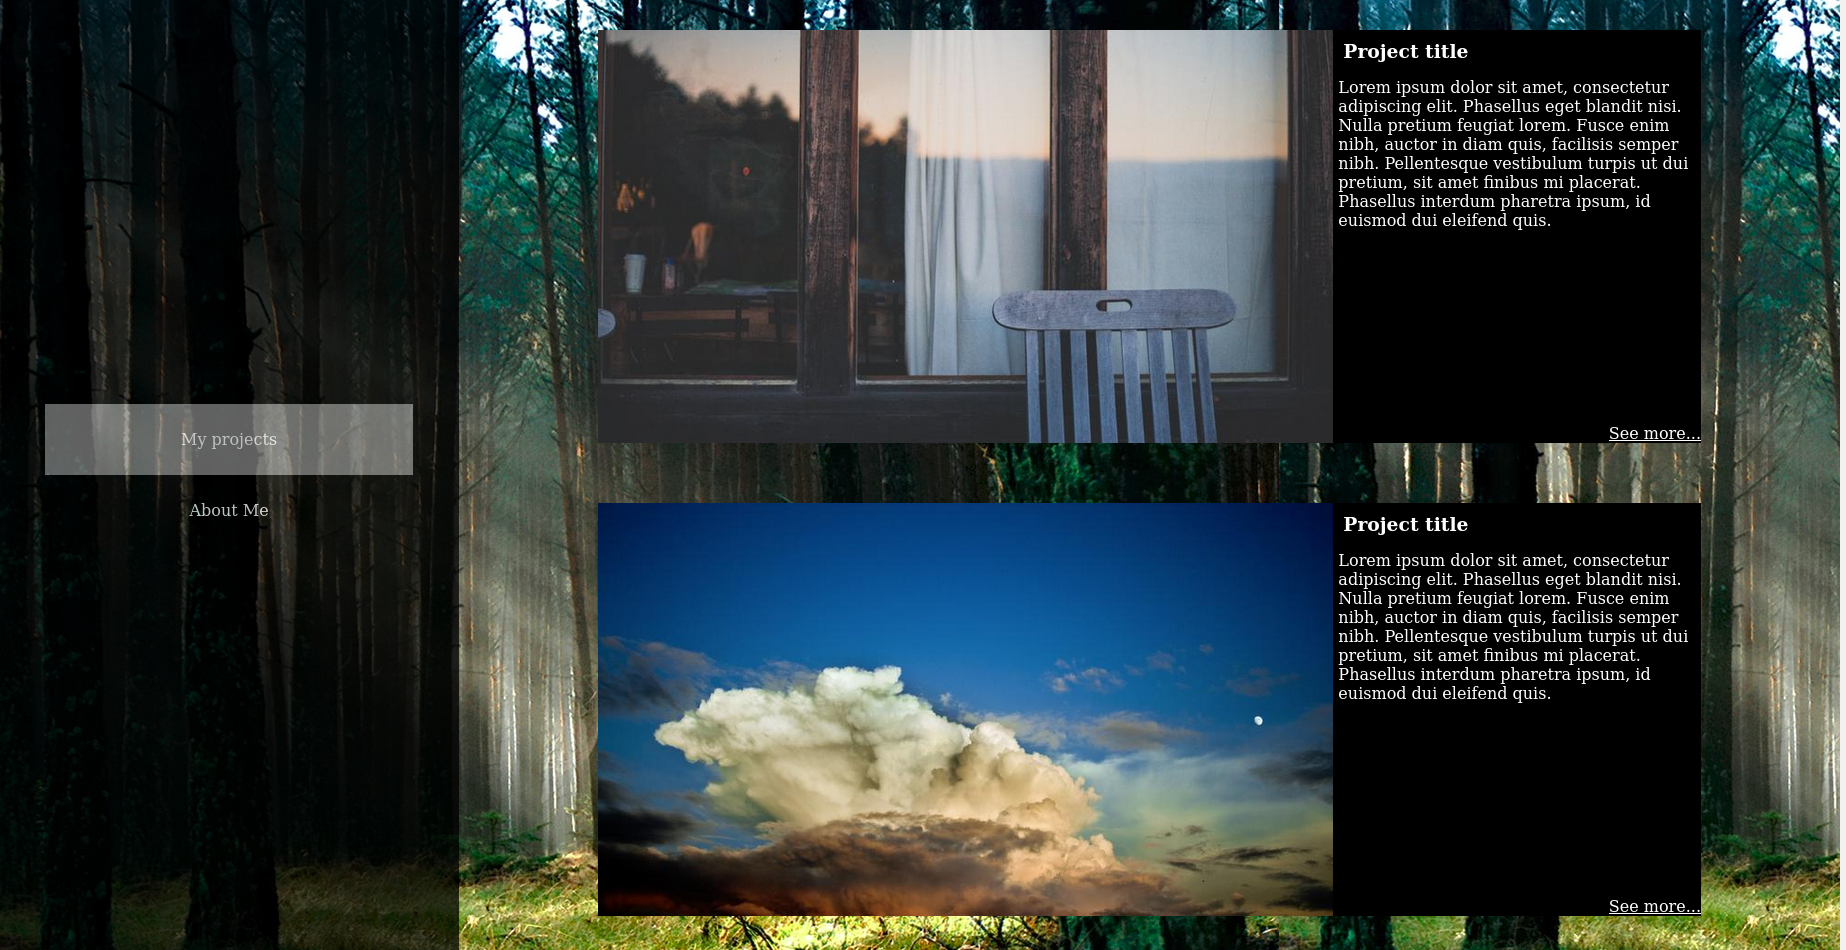 My projects
About Me
Project title
Lorem ipsum dolor sit amet, consectetur
adipiscing elit. Phasellus eget blandit nisi.
Nulla pretium feugiat lorem. Fusce enim
nibh, auctor in diam quis, facilisis semper
nibh. Pellentesque vestibulum turpis ut dui
pretium, sit amet finibus mi placerat.
Phasellus interdum pharetra ipsum, id
euismod dui eleifend quis.
See more...
Project title
Lorem ipsum dolor sit amet, consectetur
adipiscing elit. Phasellus eget blandit nisi.
Nulla pretium feugiat lorem. Fusce enim
nibh, auctor in diam quis, facilisis semper
nibh. Pellentesque vestibulum turpis ut dui
pretium, sit amet finibus mi placerat.
Phasellus interdum pharetra ipsum, id
euismod dui eleifend quis.
See more...